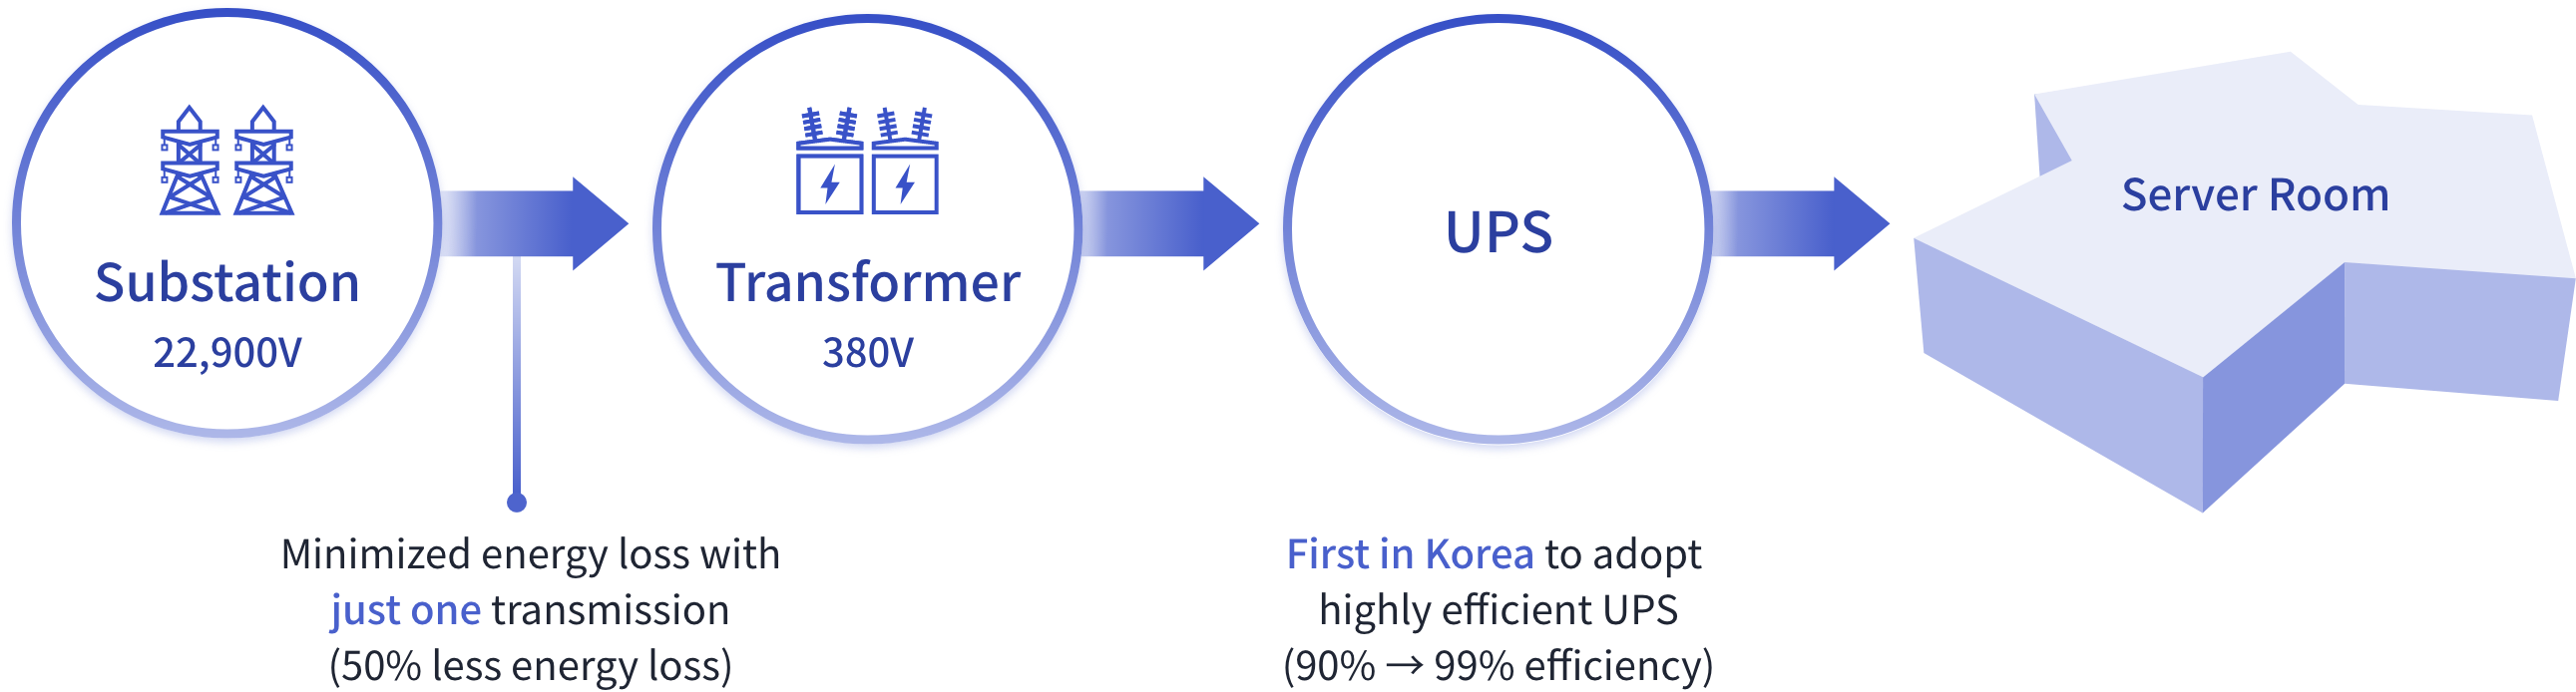 Substation
22,900V
Transformer
380V
UPS
Server Room
Minimized energy loss with
just one transmission
(50% less energy loss)
First in Korea to adopt
highly efficient UPS
(90% → 99% efficiency)